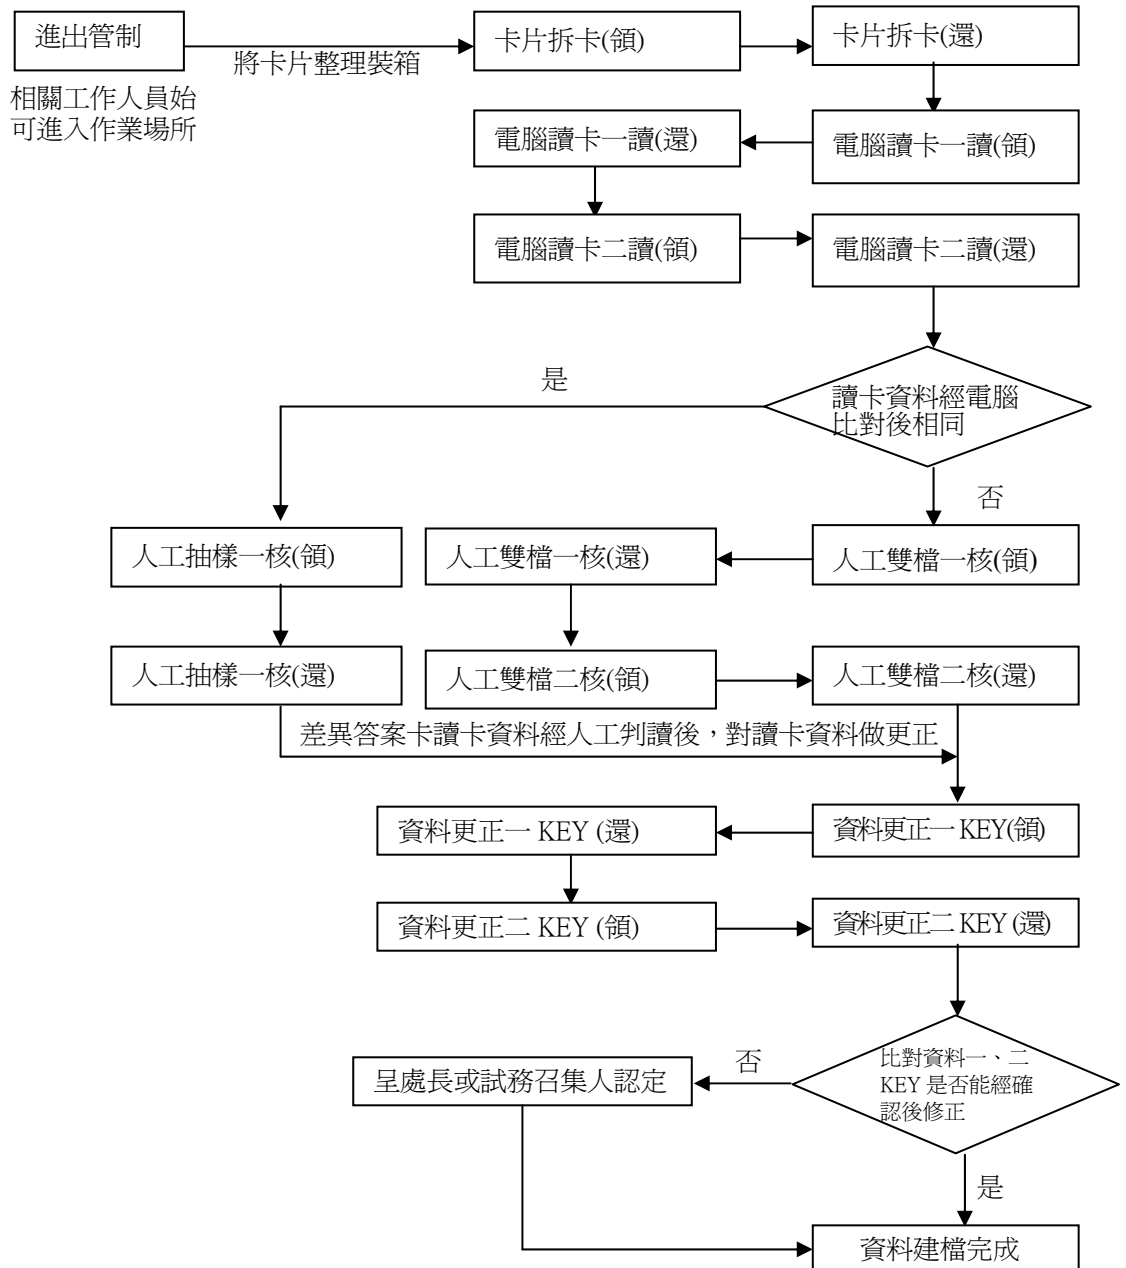 進出管制
將卡片整理裝箱
相關工作人員始
可進入作業場所
卡片拆卡(領)
卡片拆卡(還)
電腦讀卡一讀(還)
電腦讀卡一讀(領)
電腦讀卡二讀(領)
電腦讀卡二讀(還)
是
讀卡資料經電腦
比對後相同
否
人工抽樣一核(領)
人工雙檔一核(還)
人工雙檔一核(領)
人工抽樣一核(還)
人工雙檔二核(領)
人工雙檔二核(還)
差異答案卡讀卡資料經人工判讀後，對讀卡資料做更正
資料更正一 KEY (還)
資料更正一 KEY(領)
資料更正二 KEY (領)
資料更正二 KEY (還)
否
比對資料一、二
KEY 是否能經確
認後修正
呈處長或試務召集人認定
是
資料建檔完成